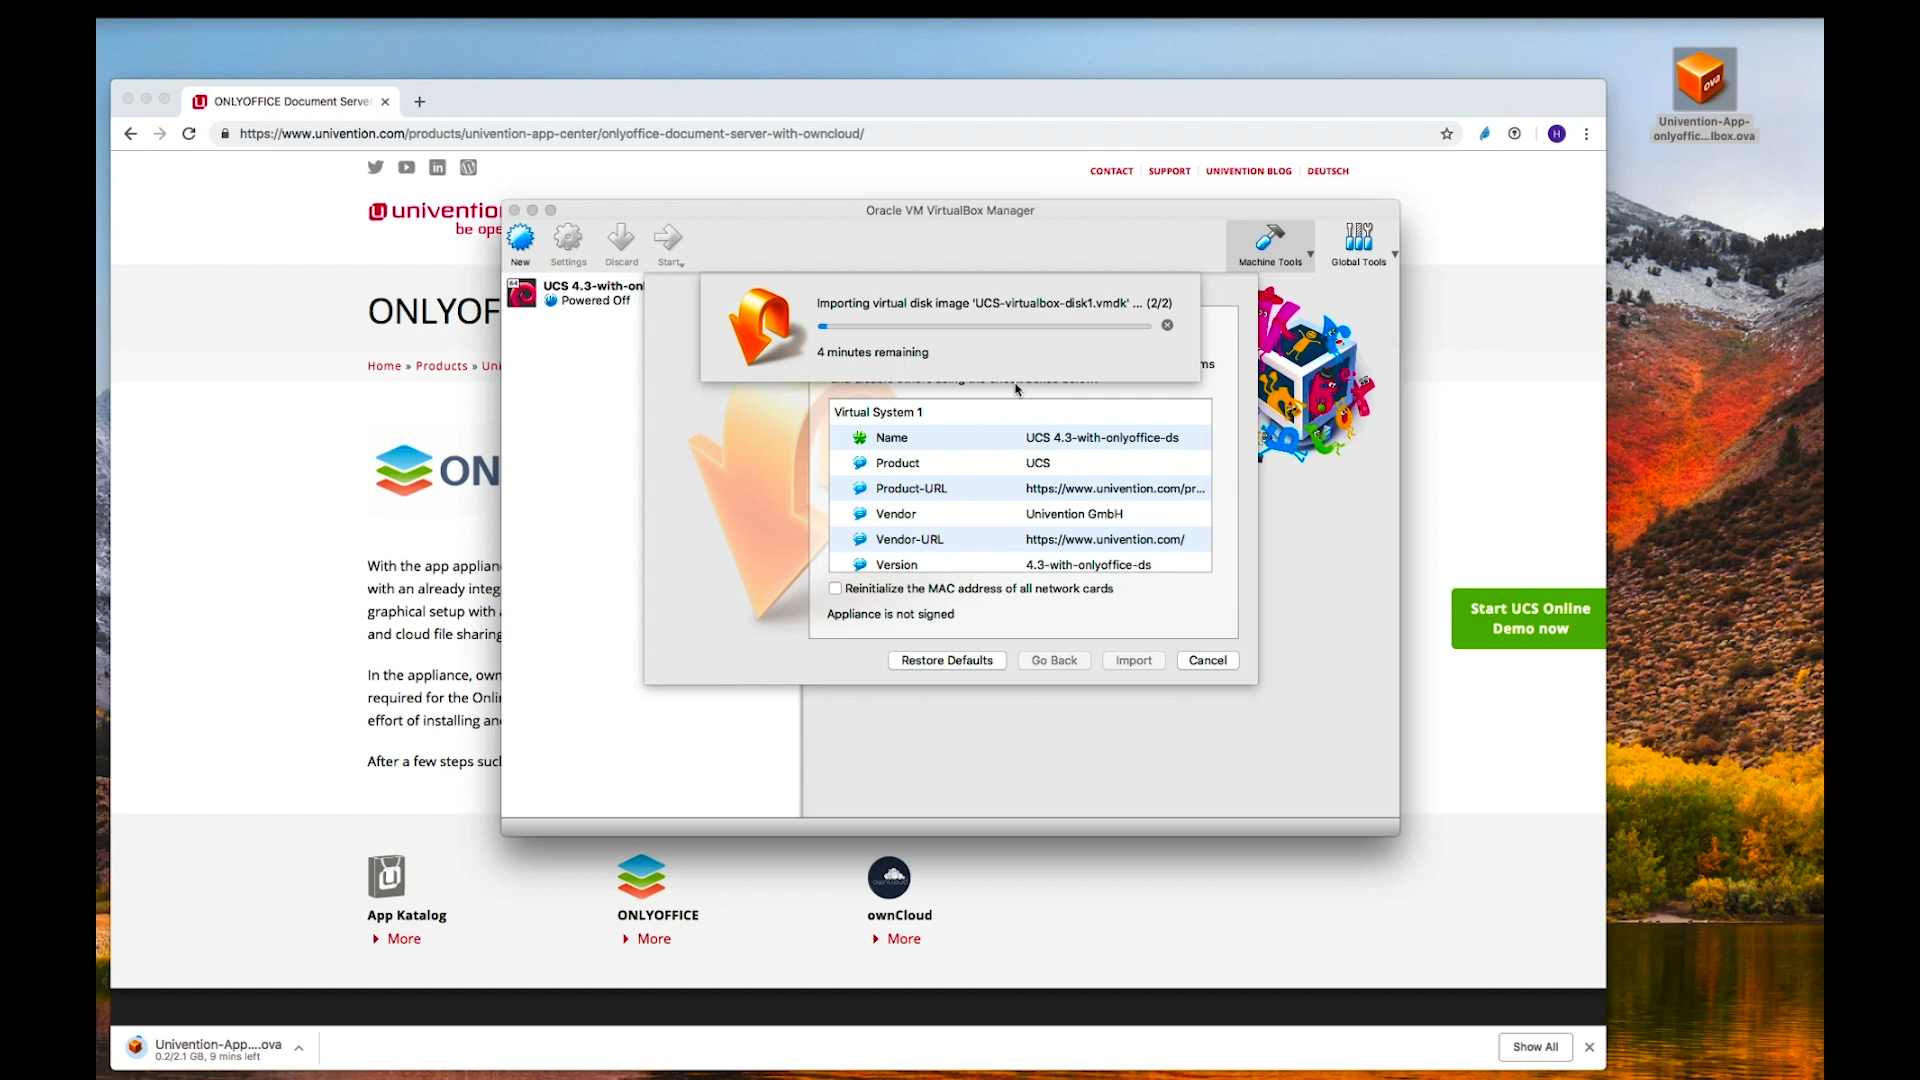 ova
Univention-App-
onlyoffic...lbox.ova
ONLYOFFICE Document Serve
https://www.univention.com/products/univention-app-center/onlyoffice-document-server-with-owncloud/
H
CONTACT
SUPPORT
UNIVENTION BLOG
DEUTSCH
univentio
be ope
Oracle VM VirtualBox Manager
New
Settings
Discard
Start
Machine Tools
Global Tools
64
UCS 4.3-with-onl
Powered Off
Importing virtual disk image 'UCS-virtualbox-disk1.vmdk' ... (2/2)
4 minutes remaining
ms
ONLYOF
Home » Products » Uni
Virtual System 1
Name UCS 4.3-with-onlyoffice-ds
Product UCS
Product-URL https://www.univention.com/pr...
Vendor Univention GmbH
Vendor-URL https://www.univention.com/
Version 4.3-with-onlyoffice-ds
Reinitialize the MAC address of all network cards
Appliance is not signed
Restore Defaults
Go Back
Import
Cancel
ON
With the app applian
with an already integ
graphical setup with a
and cloud file sharing
In the appliance, own
required for the Onli
effort of installing an
After a few steps suc
Start UCS Online
Demo now
App Katalog
More
ONLYOFFICE
More
ownCloud
More
Univention-App....ova
0.2/2.1 GB, 9 mins left
Show All